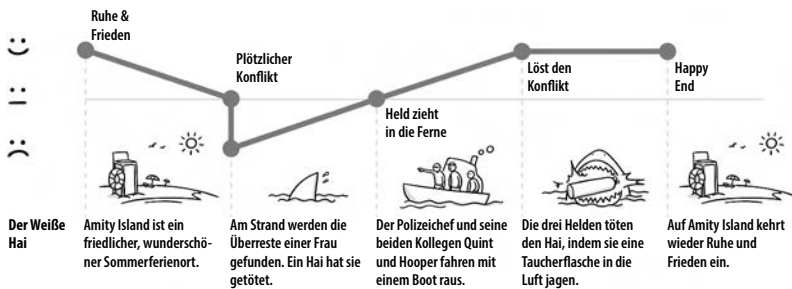 Ruhe &
Frieden
Plötzlicher
Konflikt
Held zieht
in die Ferne
Löst den
Konflikt
Happy
End
Der Weiße
Hai
Amity Island ist ein
friedlicher, wunderschö-
ner Sommerferienort.
Am Strand werden die
Überreste einer Frau
gefunden. Ein Hai hat sie
getötet.
Der Polizeichef und seine
beiden Kollegen Quint
und Hooper fahren mit
einem Boot raus.
Die drei Helden töten
den Hai, indem sie eine
Taucherflasche in die
Luft jagen.
Auf Amity Island kehrt
wieder Ruhe und
Frieden ein.